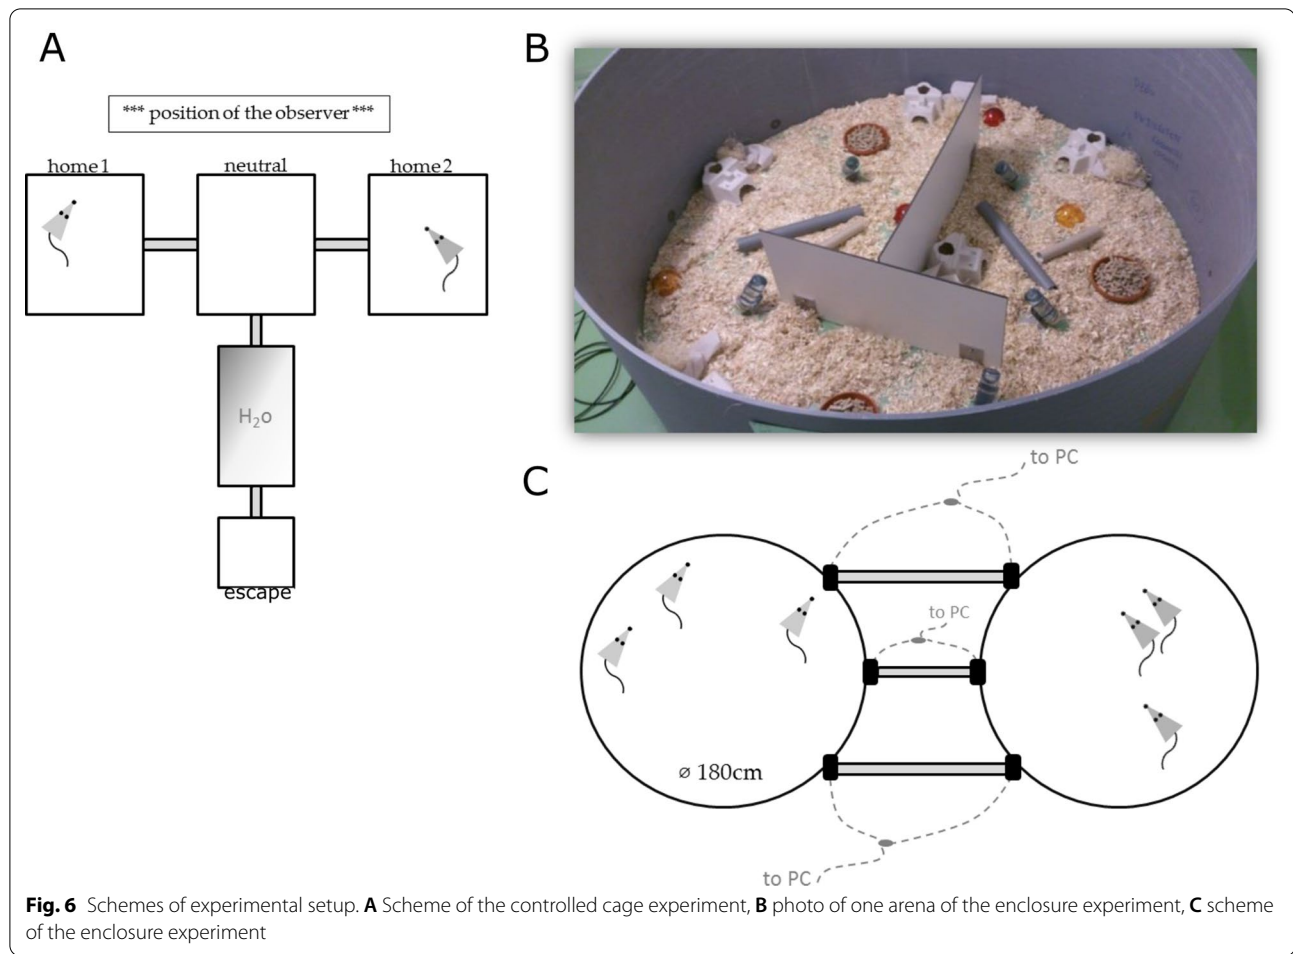 A
*** position of the observer ***
home1
neutral
home2
H₂o
escape
B
C
to PC
to PC
ø 180cm
to PC
Fig. 6 Schemes of experimental setup. A Scheme of the controlled cage experiment, B photo of one arena of the enclosure experiment, C scheme
of the enclosure experiment